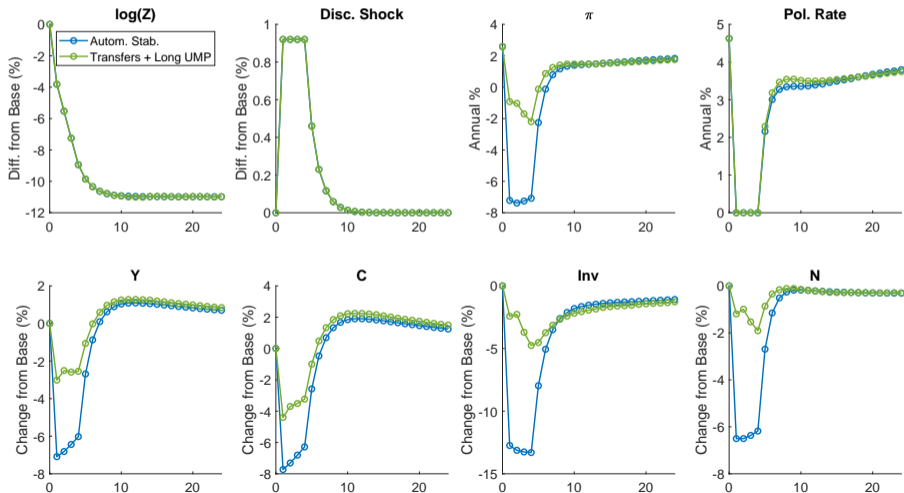 log(Z)
Diff. from Base (%)
0
-2
-4
-6
-8
-10
-12
0 10 20
Autom. Stab.
Transfers + Long UMP
Disc. Shock
Diff. from Base (%)
1
0.8
0.6
0.4
0.2
0
0 10 20
π
Annual %
4
2
0
-2
-4
-6
-8
0 10 20
Pol. Rate
Annual %
5
4
3
2
1
0
0 10 20
Y
Change from Base (%)
2
0
-2
-4
-6
-8
0 10 20
C
Change from Base (%)
4
2
0
-2
-4
-6
-8
0 10 20
Inv
Change from Base (%)
0
-5
-10
-15
0 10 20
N
Change from Base (%)
0
-2
-4
-6
-8
0 10 20